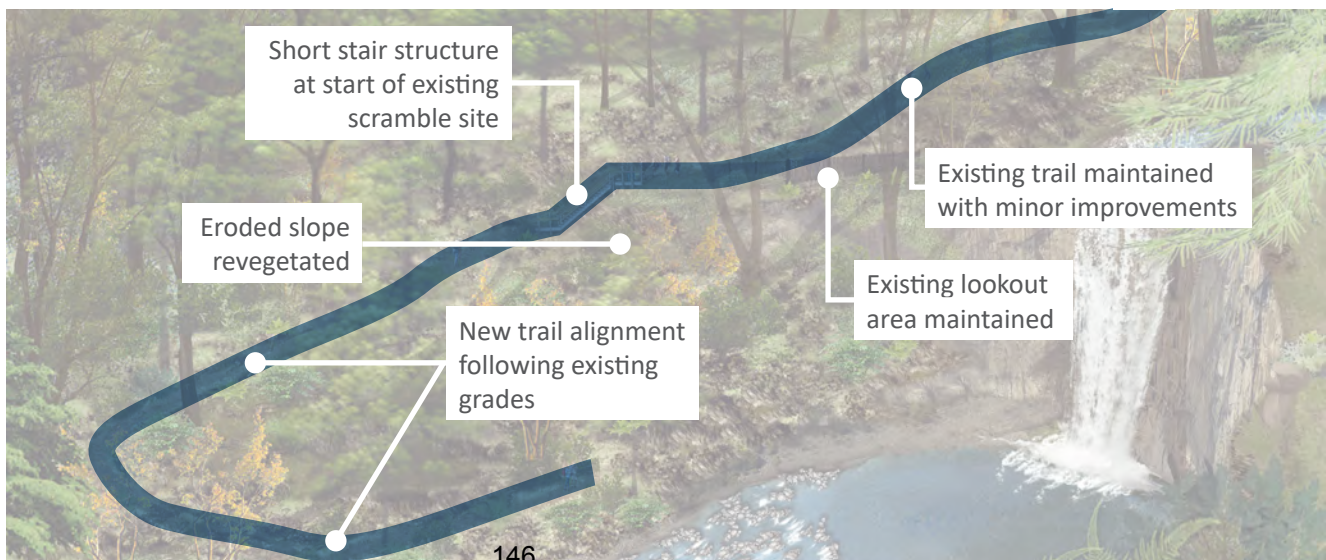 Short stair structure
at start of existing
scramble site
Existing trail maintained
with minor improvements
Eroded slope
revegetated
Existing lookout
area maintained
New trail alignment
following existing
grades
146